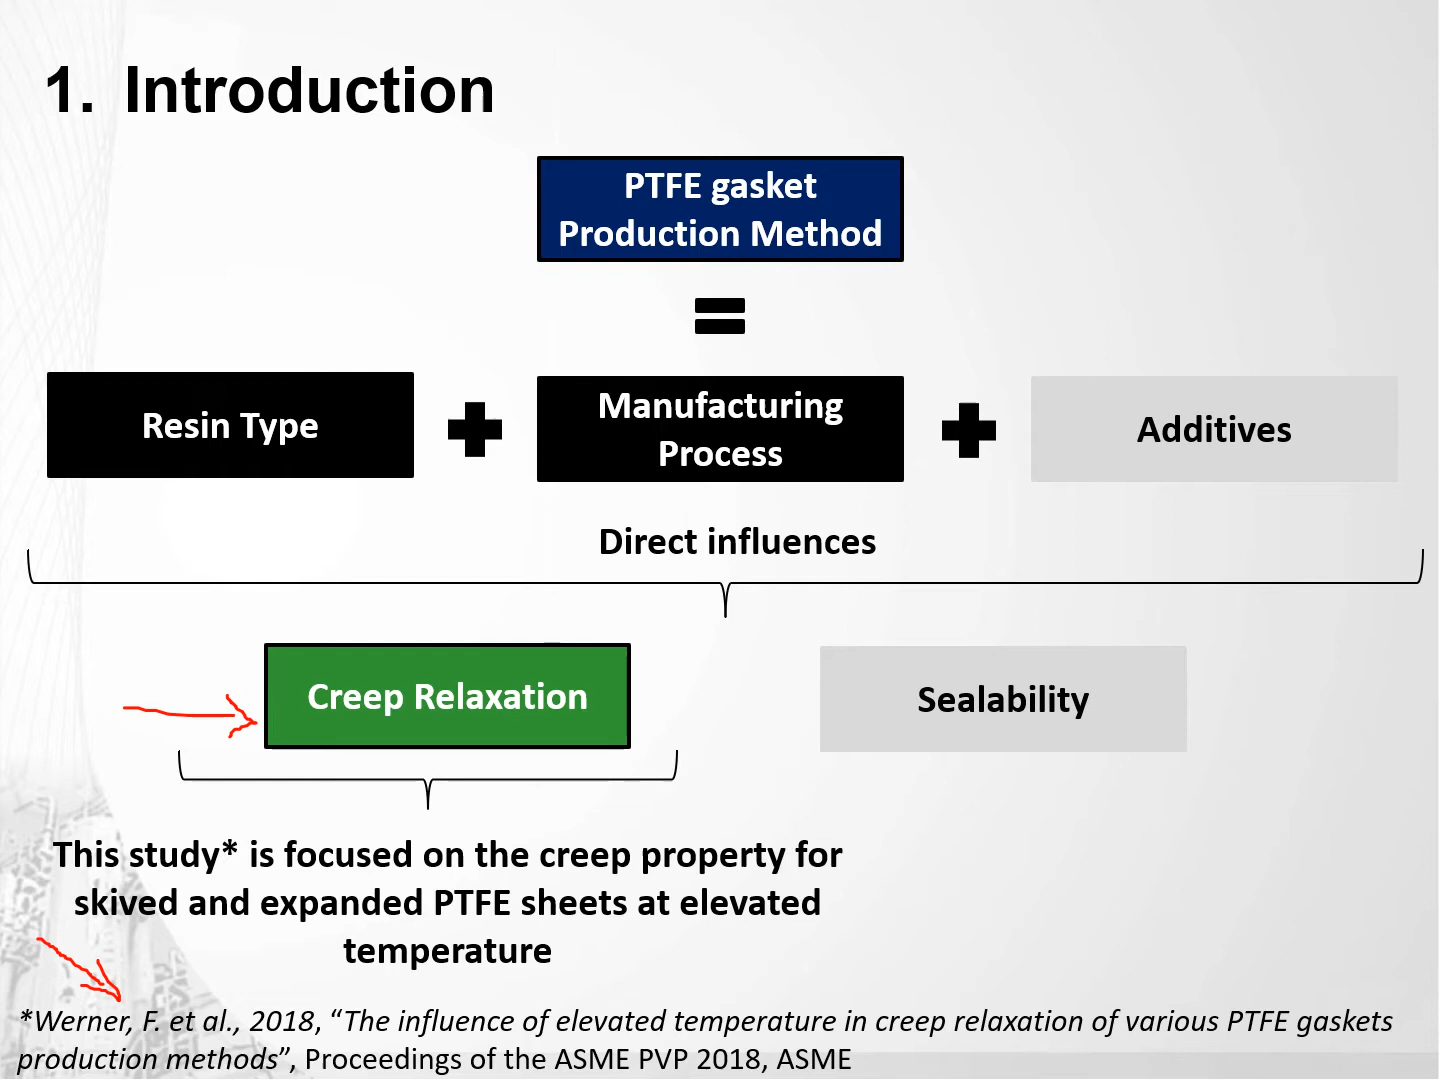 1. Introduction
PTFE gasket
Production Method
=
Resin Type + Manufacturing Process + Additives
Direct influences
Creep Relaxation
Sealability
This study* is focused on the creep property for
skived and expanded PTFE sheets at elevated
temperature
*Werner, F. et al., 2018, “The influence of elevated temperature in creep relaxation of various PTFE gaskets
production methods”, Proceedings of the ASME PVP 2018, ASME